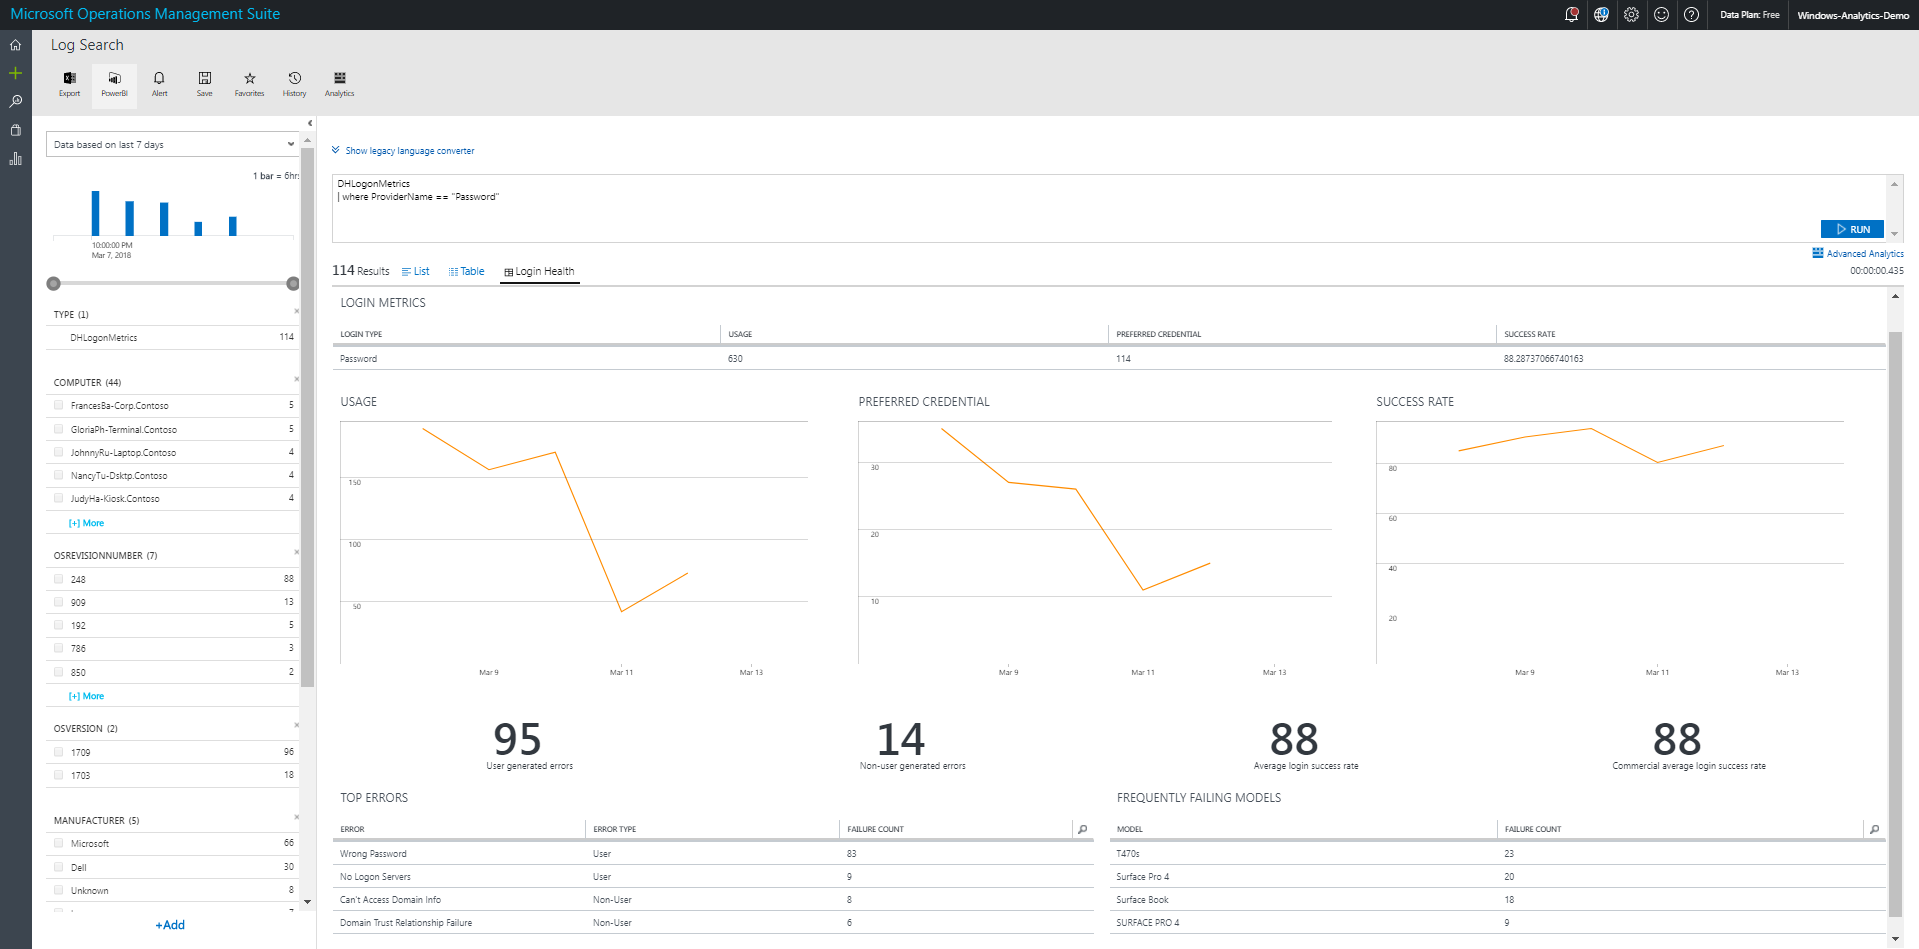 Microsoft Operations Management Suite
Data Plan: Free
Windows-Analytics-Demo
Log Search
Export
PowerBI
Alert
Save
Favorites
History
Analytics
Data based on last 7 days
1 bar = 6hr
10:00:00 PM
Mar 7, 2018
TYPE (1)
DHLogonMetrics 114
COMPUTER (44)
FrancesBa-Corp.Contoso 5
GloriaPh-Terminal.Contoso 5
JohnnyRu-Laptop.Contoso 4
NancyTu-Dsktp.Contoso 4
JudyHa-Kiosk.Contoso 4
[+] More
OSREVISIONNUMBER (7)
248 88
909 13
192 5
786 3
850 2
[+] More
OSVERSION (2)
1709 96
1703 18
MANUFACTURER (5)
Microsoft 66
Dell 30
Unknown 8
+Add
Show legacy language converter
DHLogonMetrics
| where ProviderName == "Password"
RUN
Advanced Analytics
00:00:00.435
114 Results List Table Login Health
LOGIN METRICS
LOGIN TYPE USAGE PREFERRED CREDENTIAL SUCCESS RATE
Password 630 114 88.28737066740163
USAGE
150
100
50
Mar 9 Mar 11 Mar 13
PREFERRED CREDENTIAL
30
20
10
Mar 9 Mar 11 Mar 13
SUCCESS RATE
80
60
40
20
Mar 9 Mar 11 Mar 13
95
User generated errors
14
Non-user generated errors
88
Average login success rate
88
Commercial average login success rate
TOP ERRORS
ERROR ERROR TYPE FAILURE COUNT
Wrong Password User 83
No Logon Servers User 9
Can't Access Domain Info Non-User 8
Domain Trust Relationship Failure Non-User 6
FREQUENTLY FAILING MODELS
MODEL FAILURE COUNT
T470s 23
Surface Pro 4 20
Surface Book 18
SURFACE PRO 4 9